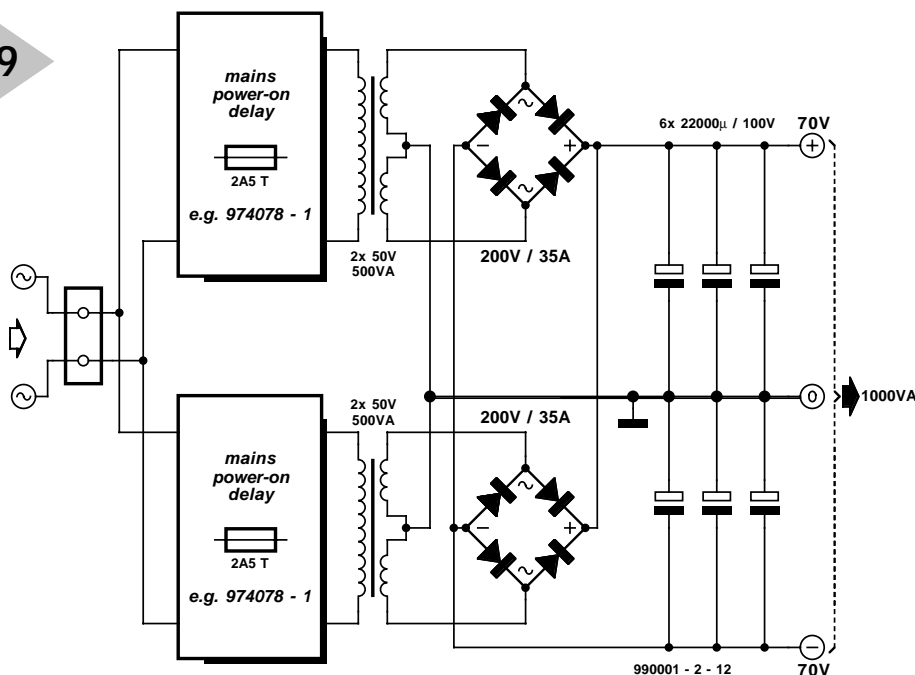 9
mains
power-on
delay
2A5 T
e.g. 974078 - 1
2x 50V
500VA
200V / 35A
6x 22000µ / 100V
70V
+
−
+
0
1000VA
mains
power-on
delay
2A5 T
e.g. 974078 - 1
2x 50V
500VA
200V / 35A
−
+
−
70V
990001 - 2 - 12